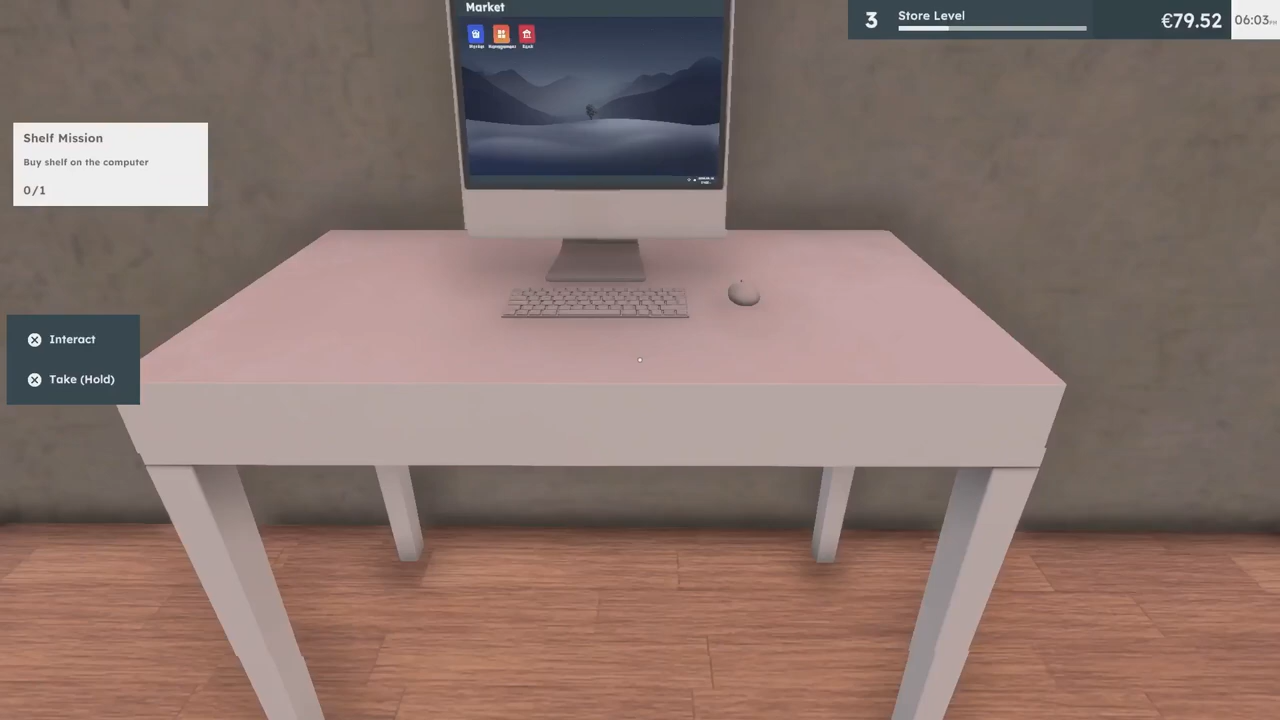 Market
3
Store Level
€79.52
06:03PM
Shelf Mission
Buy shelf on the computer
0/1
Interact
Take (Hold)